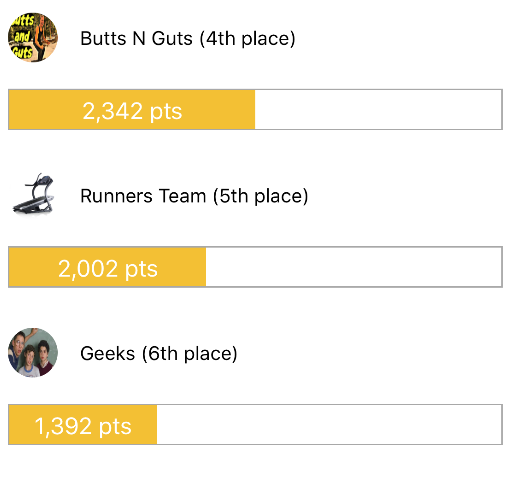 Butts
and
Guts
Butts N Guts (4th place)
2,342 pts
Runners Team (5th place)
2,002 pts
Geeks (6th place)
1,392 pts